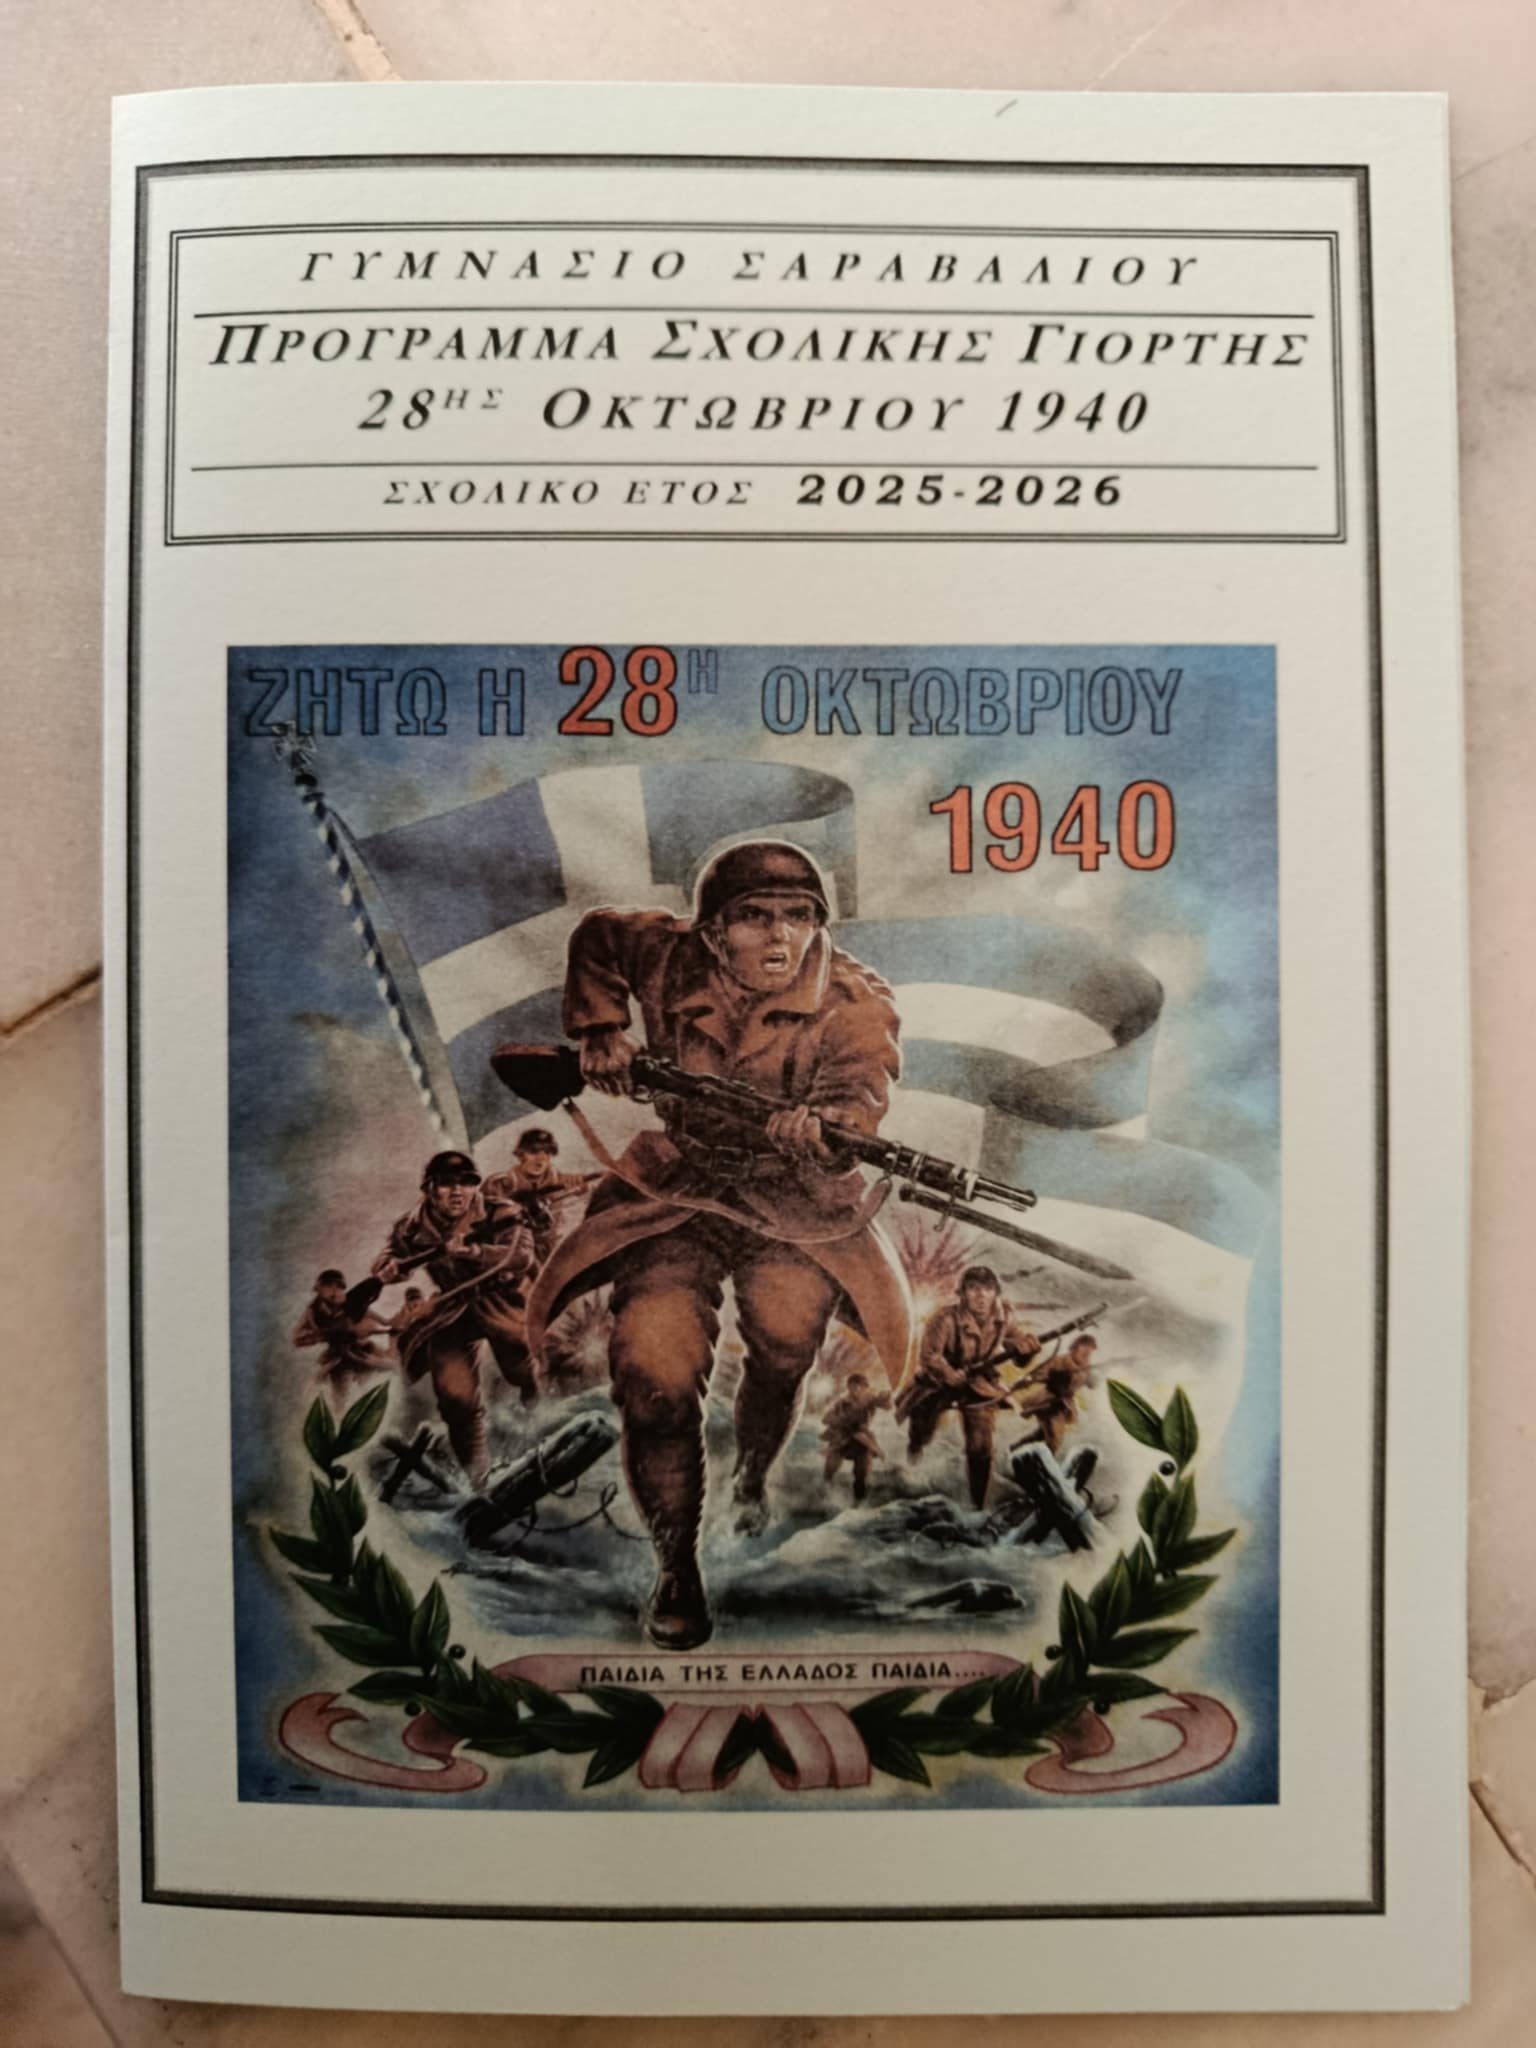 ΓΥΜΝΑΣΙΟ ΣΑΡΑΒΑΛΙΟΥ
ΠΡΟΓΡΑΜΜΑ ΣΧΟΛΙΚΗΣ ΓΙΟΡΤΗΣ
28ΗΣ ΟΚΤΩΒΡΙΟΥ 1940
ΣΧΟΛΙΚΟ ΕΤΟΣ 2025-2026
ΖΗΤΩ Η 28Η ΟΚΤΩΒΡΙΟΥ
1940
ΠΑΙΔΙΑ ΤΗΣ ΕΛΛΑΔΟΣ ΠΑΙΔΙΑ....